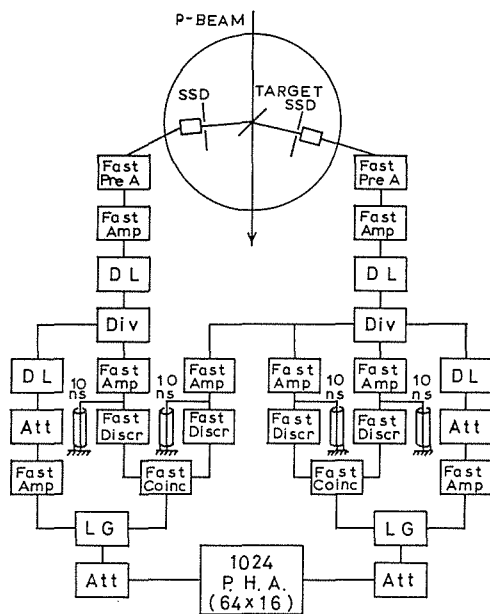 P-BEAM
SSD
TARGET
SSD
Fast
Pre A
Fast
Pre A
Fast
Amp
Fast
Amp
DL
DL
Div
Div
DL
10
ns
Fast
Amp
10
ns
Fast
Amp
Fast
Amp
10
ns
Fast
Amp
10
ns
DL
Att
Fast
Discr
Fast
Discr
Fast
Discr
Fast
Discr
Att
Fast
Amp
Fast
Coinc
Fast
Coinc
Fast
Amp
LG
LG
Att
1024
P. H. A.
(64×16)
Att